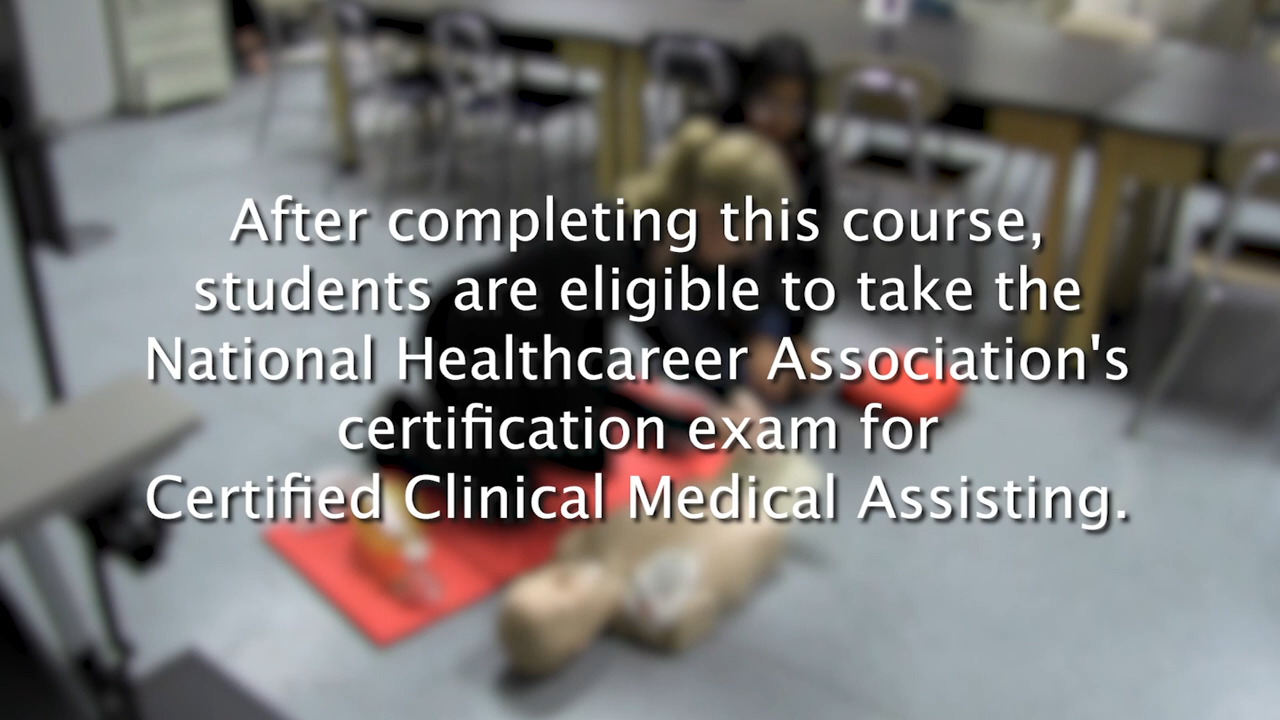 After completing this course,
students are eligible to take the
National Healthcareer Association's
certification exam for
Certified Clinical Medical Assisting.